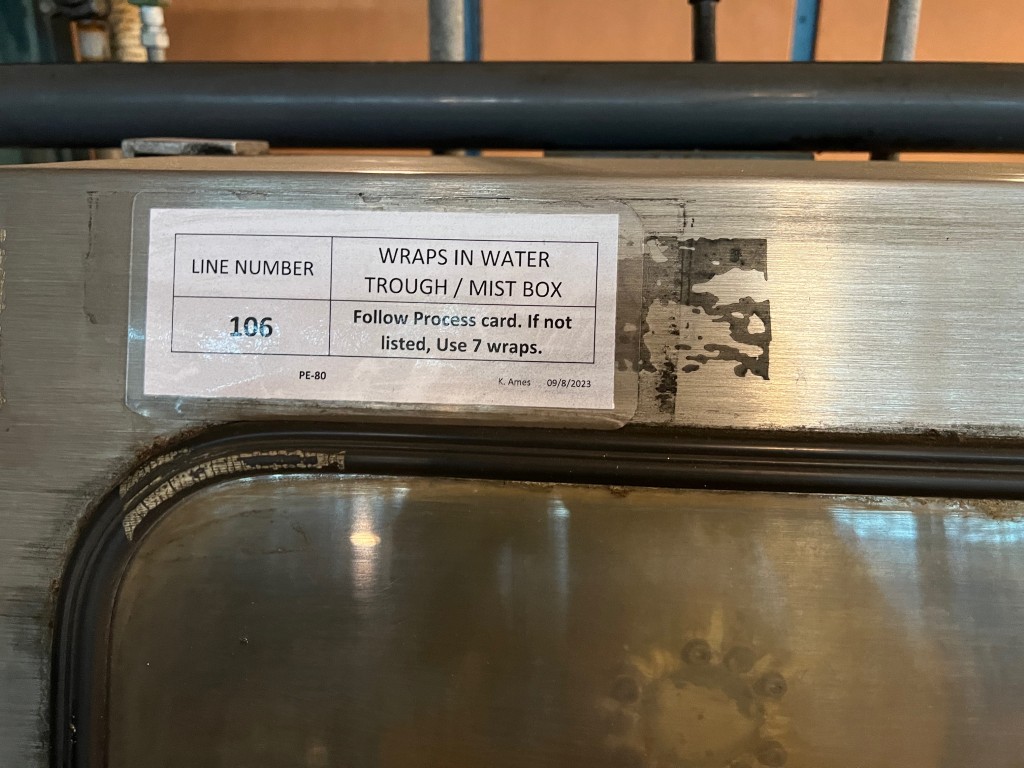 LINE NUMBER
WRAPS IN WATER
TROUGH / MIST BOX
106
Follow Process card. If not
listed, Use 7 wraps.
PE-80
K. Ames 09/8/2023